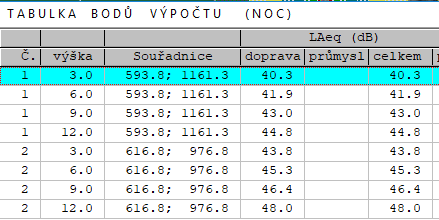 TABULKA BODŮ VÝPOČTU (NOC)
LAeq (dB)
Č. výška Souřadnice doprava průmysl celkem
1 3.0 593.8; 1161.3 40.3 40.3
1 6.0 593.8; 1161.3 41.9 41.9
1 9.0 593.8; 1161.3 43.0 43.0
1 12.0 593.8; 1161.3 44.8 44.8
2 3.0 616.8; 976.8 43.8 43.8
2 6.0 616.8; 976.8 45.3 45.3
2 9.0 616.8; 976.8 46.4 46.4
2 12.0 616.8; 976.8 48.0 48.0